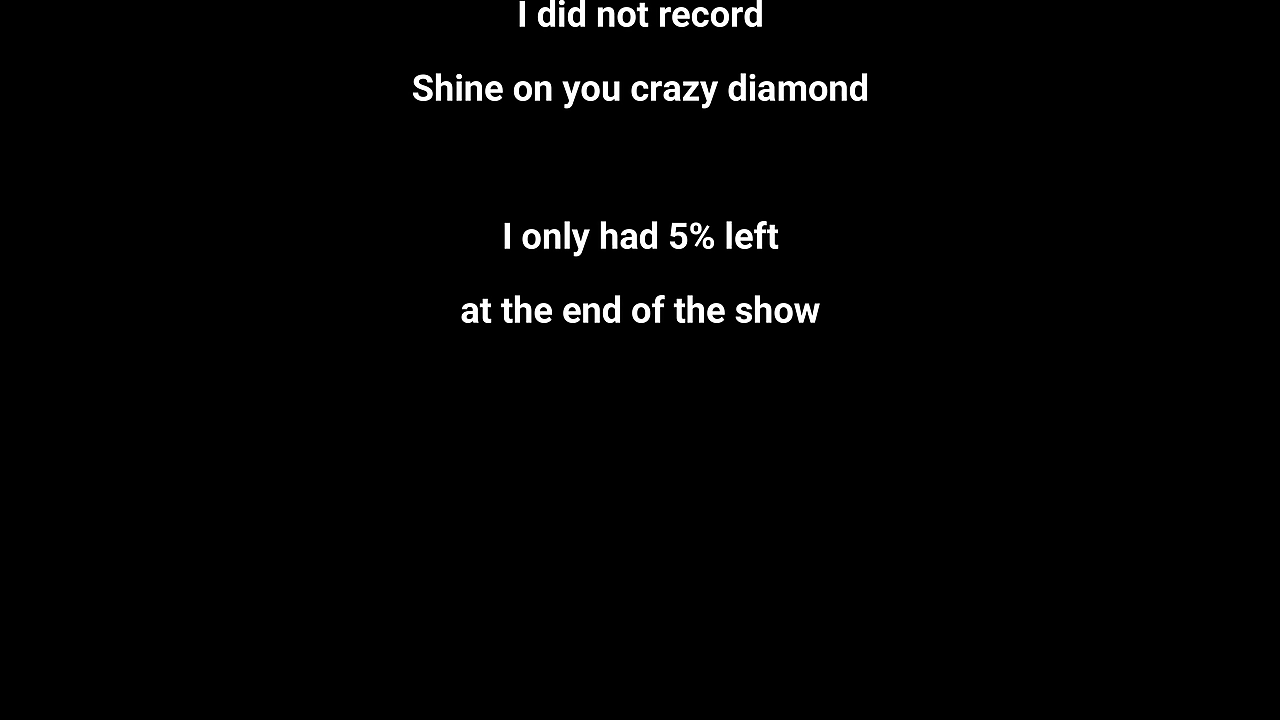 I did not record
Shine on you crazy diamond
I only had 5% left
at the end of the show